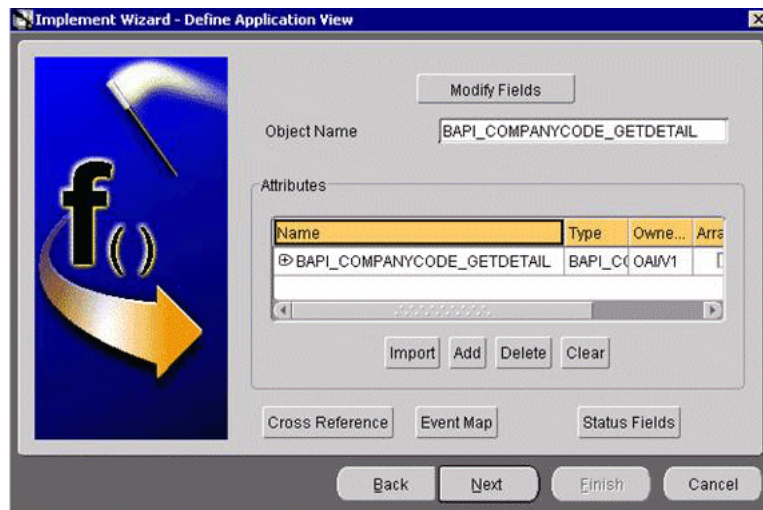 Implement Wizard - Define Application View
Modify Fields
Object Name BAPI_COMPANYCODE_GETDETAIL
Attributes
Name Type Owne... Arra
BAPI_COMPANYCODE_GETDETAIL BAPI_C( OAI/V1
Import Add Delete Clear
Cross Reference Event Map Status Fields
Back Next Finish Cancel
f()